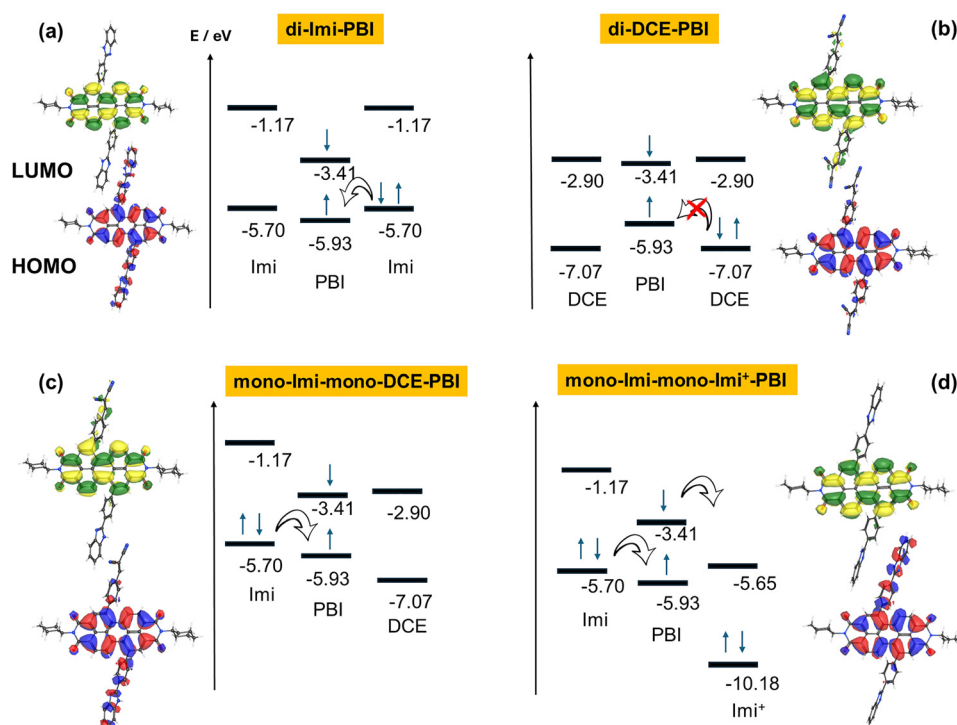 (a)
di-Imi-PBI
E / eV
-1.17
-1.17
LUMO
-3.41
-5.70
-5.93
-5.70
HOMO
Imi
PBI
Imi
di-DCE-PBI
(b)
-2.90
-3.41
-2.90
-5.93
-7.07
-7.07
DCE
PBI
DCE
(c)
mono-Imi-mono-DCE-PBI
-1.17
-3.41
-2.90
-5.70
-5.93
Imi
PBI
-7.07
DCE
mono-Imi-mono-Imi⁺-PBI
(d)
-1.17
-3.41
-5.70
-5.93
-5.65
Imi
PBI
-10.18
Imi⁺